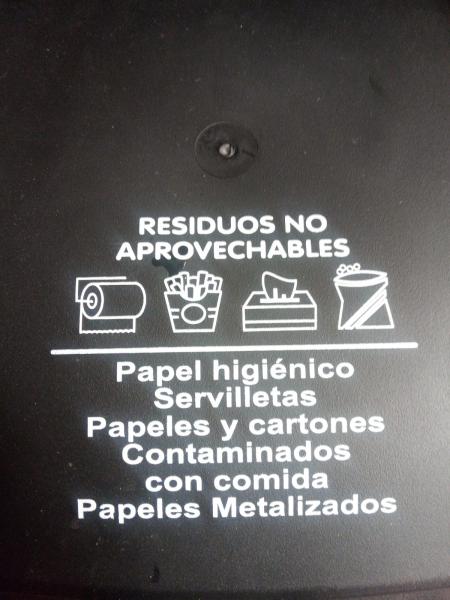 RESIDUOS NO
APROVECHABLES
Papel higiénico
Servilletas
Papeles y cartones
Contaminados
con comida
Papeles Metalizados